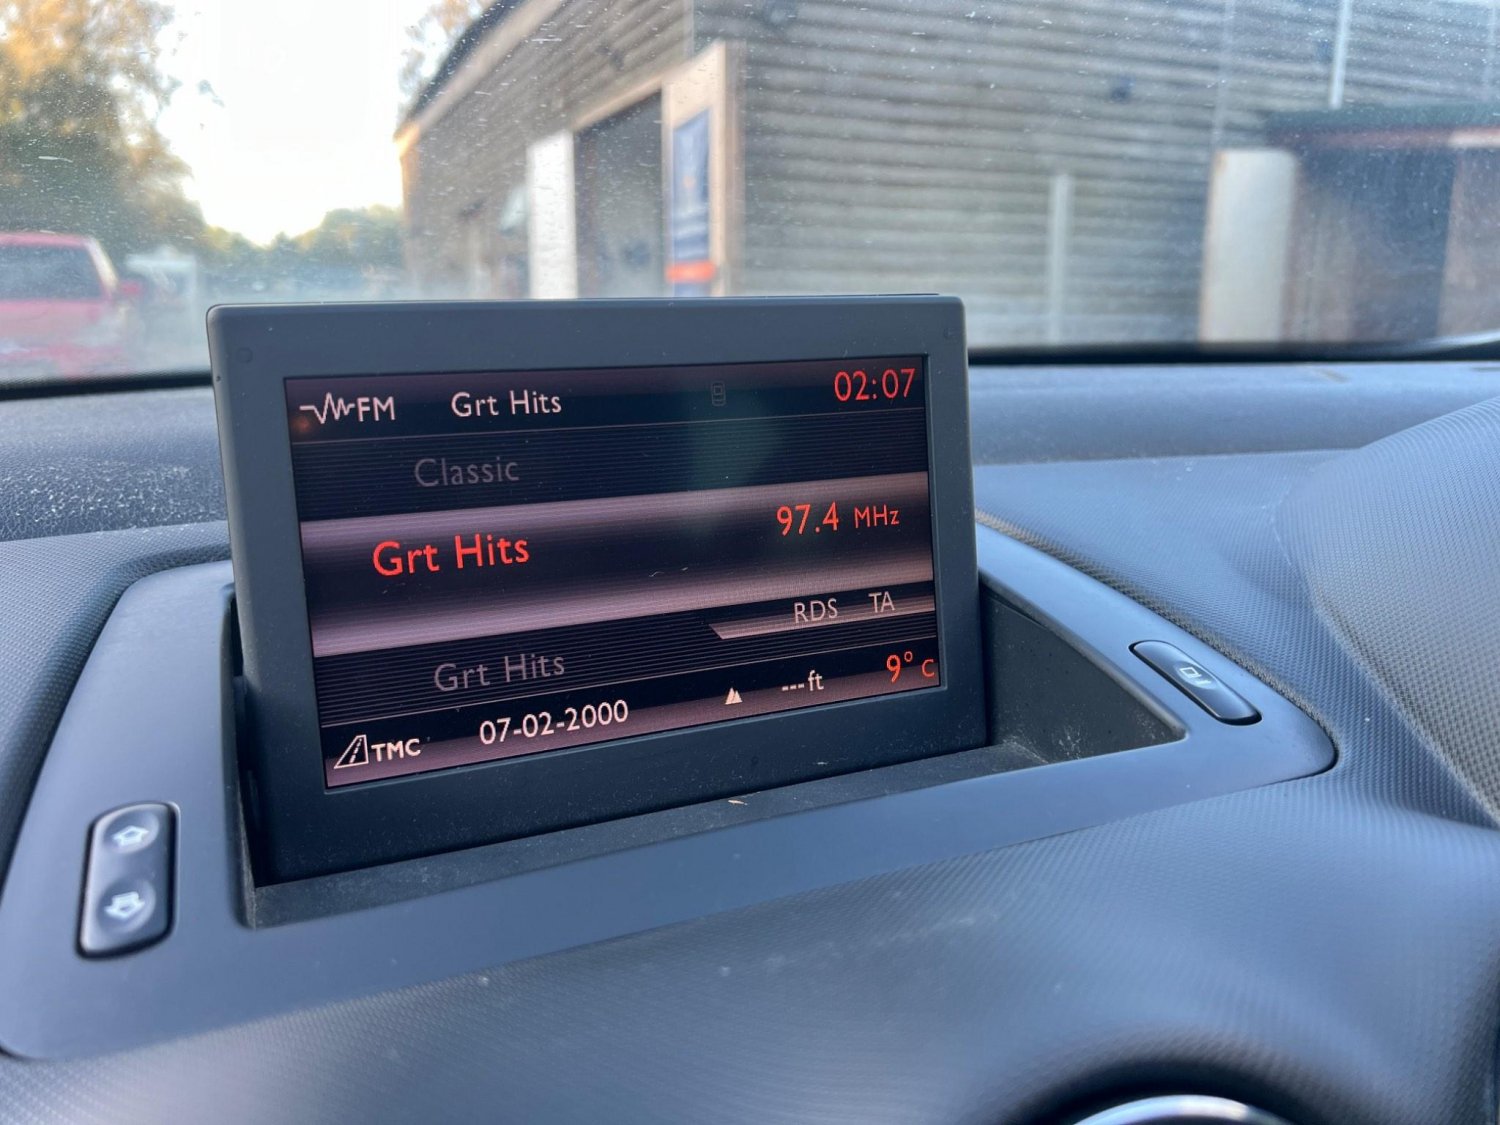 FM Grt Hits 02:07
Classic
Grt Hits 97.4 MHz
RDS TA
Grt Hits
9° C
TMC 07-02-2000 ---ft